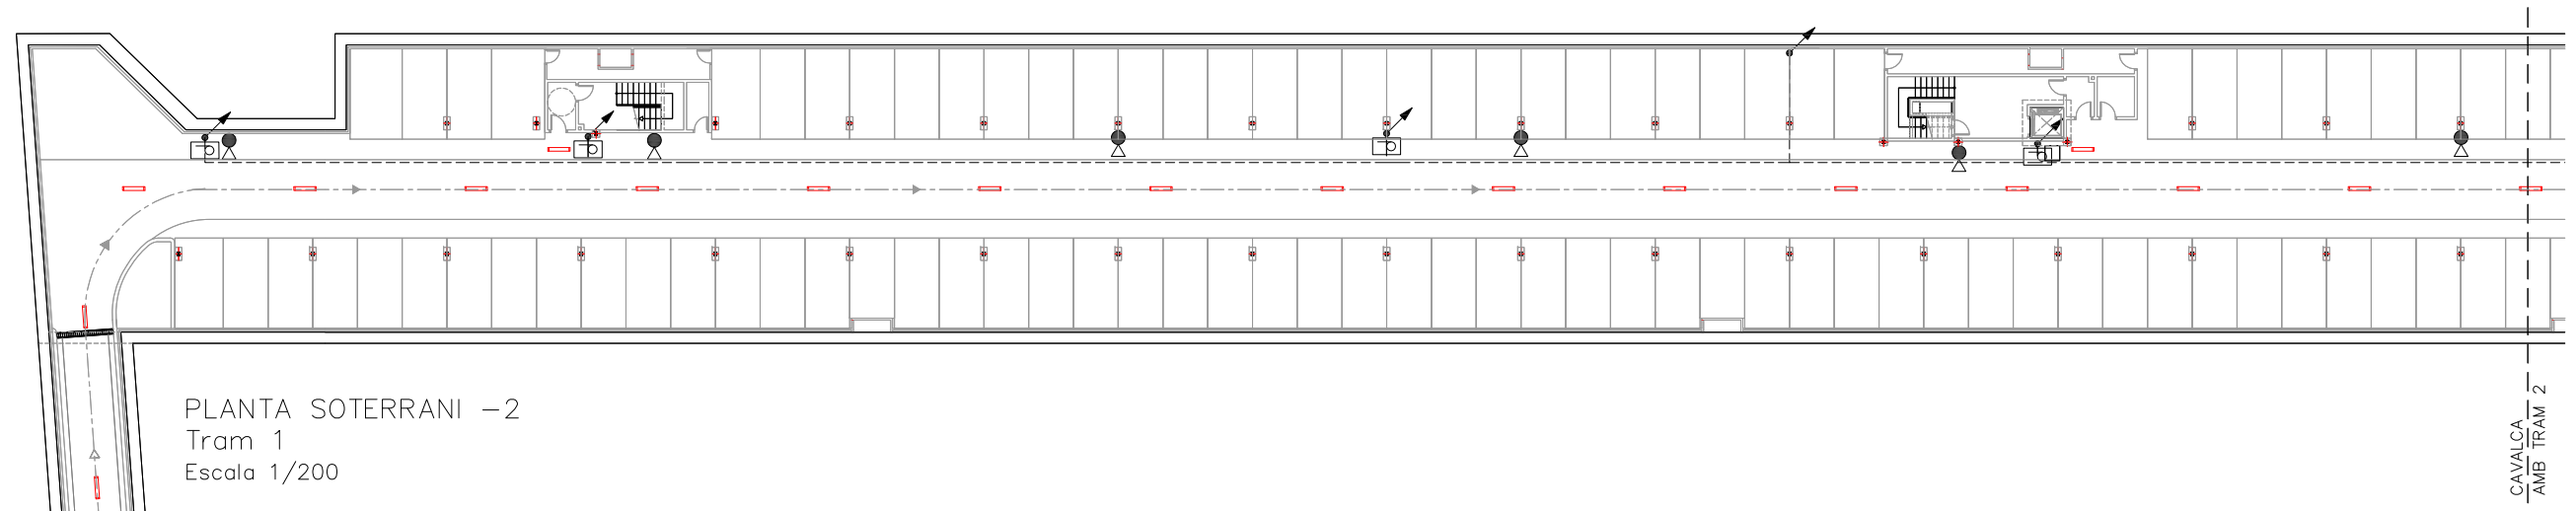 PLANTA SOTERRANI -2
Tram 1
Escala 1/200
CAVALCA
AMB TRAM 2